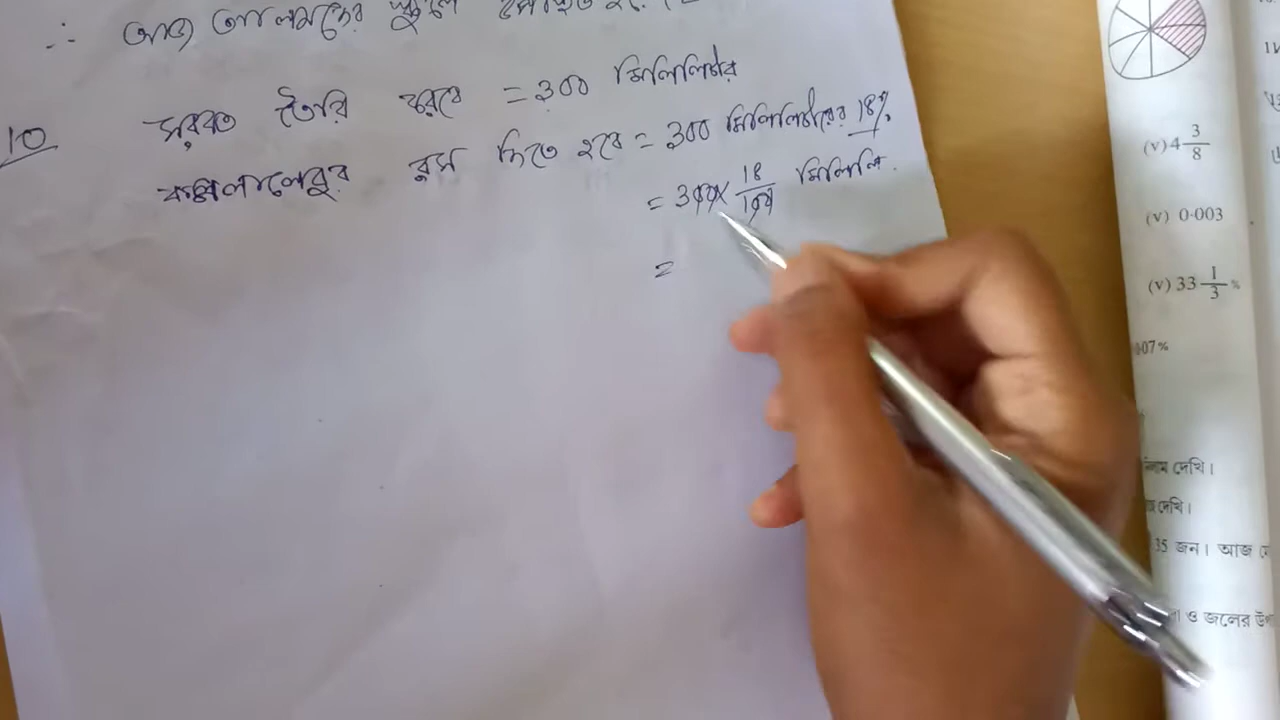 ∴ আজ আলমদের স্কুলে
10
সরবত তৈরি করবে = 300 মিলিলিটার
কমলালেবুর রস দিতে হবে = 300 মিলিলিটারের 18%
= 300 × 18/100 মিলিলি.
=
(v) 4 3/8
(v) 0·003
(v) 33 1/3 %
07%
দেখি।
দেখি।
35 জন। আজ
ও জলের